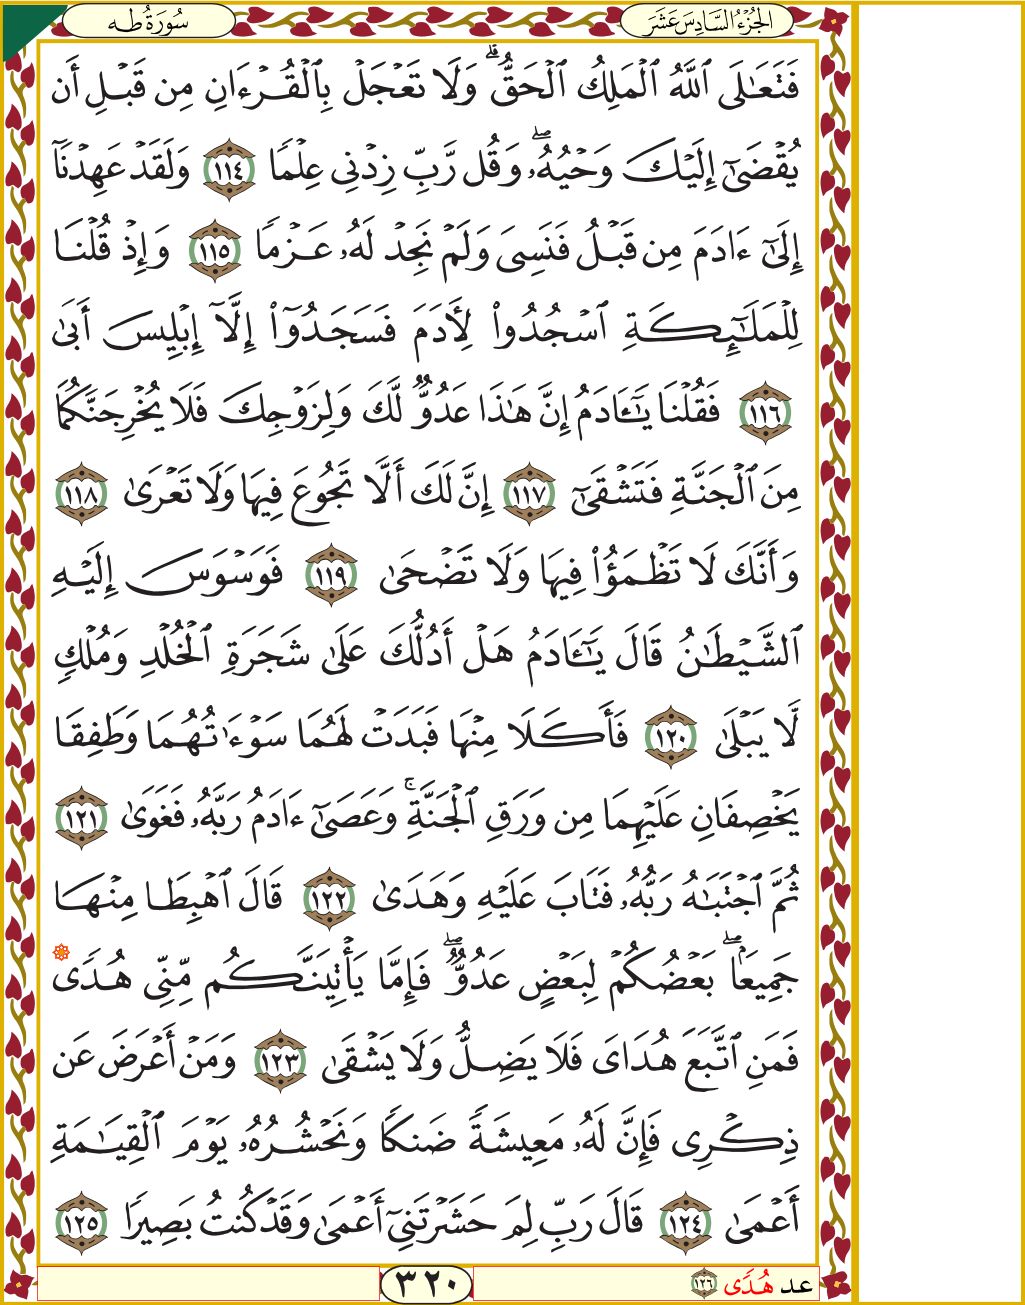 الجُزْءُ السَّادِسَ عَشَرَ
سُورَةُ طه
فَتَعَٰلَى ٱللَّهُ ٱلْمَلِكُ ٱلْحَقُّ ۗ وَلَا تَعْجَلْ بِٱلْقُرْءَانِ مِن قَبْلِ أَن
يُقْضَىٰٓ إِلَيْكَ وَحْيُهُۥ ۖ وَقُل رَّبِّ زِدْنِى عِلْمًا ١١٤ وَلَقَدْ عَهِدْنَآ
إِلَىٰٓ ءَادَمَ مِن قَبْلُ فَنَسِىَ وَلَمْ نَجِدْ لَهُۥ عَزْمًا ١١٥ وَإِذْ قُلْنَا
لِلْمَلَٰٓئِكَةِ ٱسْجُدُوا۟ لِأَدَمَ فَسَجَدُوٓا۟ إِلَّآ إِبْلِيسَ أَبَىٰ
١١٦ فَقُلْنَا يَٰٓـَٔادَمُ إِنَّ هَٰذَا عَدُوٌّ لَّكَ وَلِزَوْجِكَ فَلَا يُخْرِجَنَّكُمَا
مِنَ ٱلْجَنَّةِ فَتَشْقَىٰٓ ١١٧ إِنَّ لَكَ أَلَّا تَجُوعَ فِيهَا وَلَا تَعْرَىٰ ١١٨
وَأَنَّكَ لَا تَظْمَؤُا۟ فِيهَا وَلَا تَضْحَىٰ ١١٩ فَوَسْوَسَ إِلَيْهِ
ٱلشَّيْطَٰنُ قَالَ يَٰٓـَٔادَمُ هَلْ أَدُلُّكَ عَلَىٰ شَجَرَةِ ٱلْخُلْدِ وَمُلْكٍ
لَّا يَبْلَىٰ ١٢٠ فَأَكَلَا مِنْهَا فَبَدَتْ لَهُمَا سَوْءَٰتُهُمَا وَطَفِقَا
يَخْصِفَانِ عَلَيْهِمَا مِن وَرَقِ ٱلْجَنَّةِ ۚ وَعَصَىٰٓ ءَادَمُ رَبَّهُۥ فَغَوَىٰ ١٢١
ثُمَّ ٱجْتَبَٰهُ رَبُّهُۥ فَتَابَ عَلَيْهِ وَهَدَىٰ ١٢٢ قَالَ ٱهْبِطَا مِنْهَا
جَمِيعًۢا ۖ بَعْضُكُمْ لِبَعْضٍ عَدُوٌّ ۖ فَإِمَّا يَأْتِيَنَّكُم مِّنِّى هُدًى
فَمَنِ ٱتَّبَعَ هُدَاىَ فَلَا يَضِلُّ وَلَا يَشْقَىٰ ١٢٣ وَمَنْ أَعْرَضَ عَن
ذِكْرِى فَإِنَّ لَهُۥ مَعِيشَةً ضَنكًا وَنَحْشُرُهُۥ يَوْمَ ٱلْقِيَٰمَةِ
أَعْمَىٰ ١٢٤ قَالَ رَبِّ لِمَ حَشَرْتَنِىٓ أَعْمَىٰ وَقَدْ كُنتُ بَصِيرًا ١٢٥
عد هُدًى ١٢٦
٣٢٠